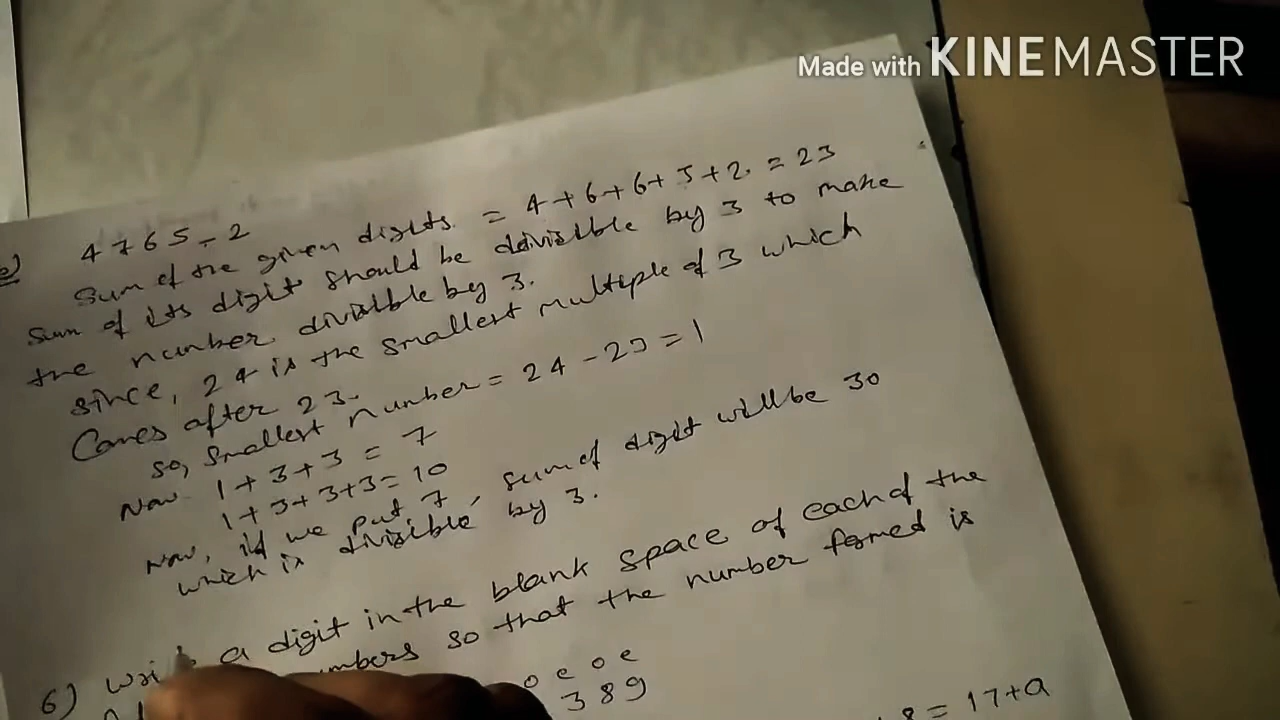 Made with KINEMASTER
4765-2
Sum of the given digits = 4+6+6+5+2 = 23
Sum of its digit should be ddivisible by 3 to make
the number divisible by 3.
since, 24 is the smallest multiple of 3 which
Comes after 23.
so, smallest number = 24-23=1
Now 1+3+3 = 7
1+3+3+3=10
Now, if we put 7, sum of digit will be 30
which is divisible by 3.
6) a digit in the blank space of each of the
so that the number formed is
o e o e
389
8 = 17+a